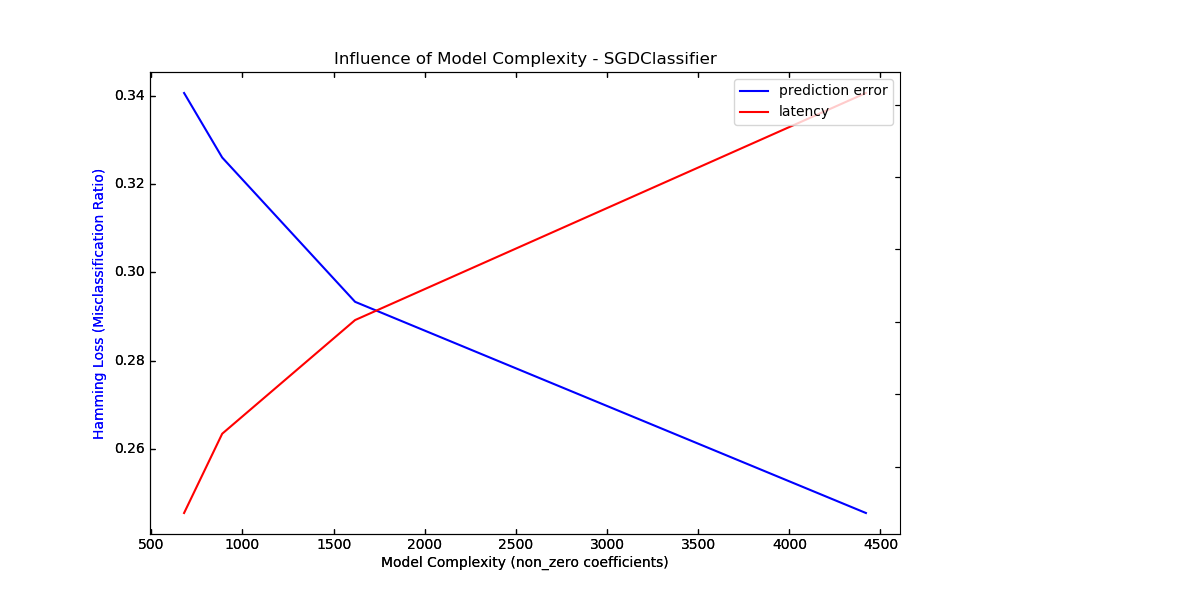 Influence of Model Complexity - SGDClassifier
prediction error
latency
0.34
0.32
0.30
0.28
0.26
Hamming Loss (Misclassification Ratio)
500 1000 1500 2000 2500 3000 3500 4000 4500
Model Complexity (non_zero coefficients)